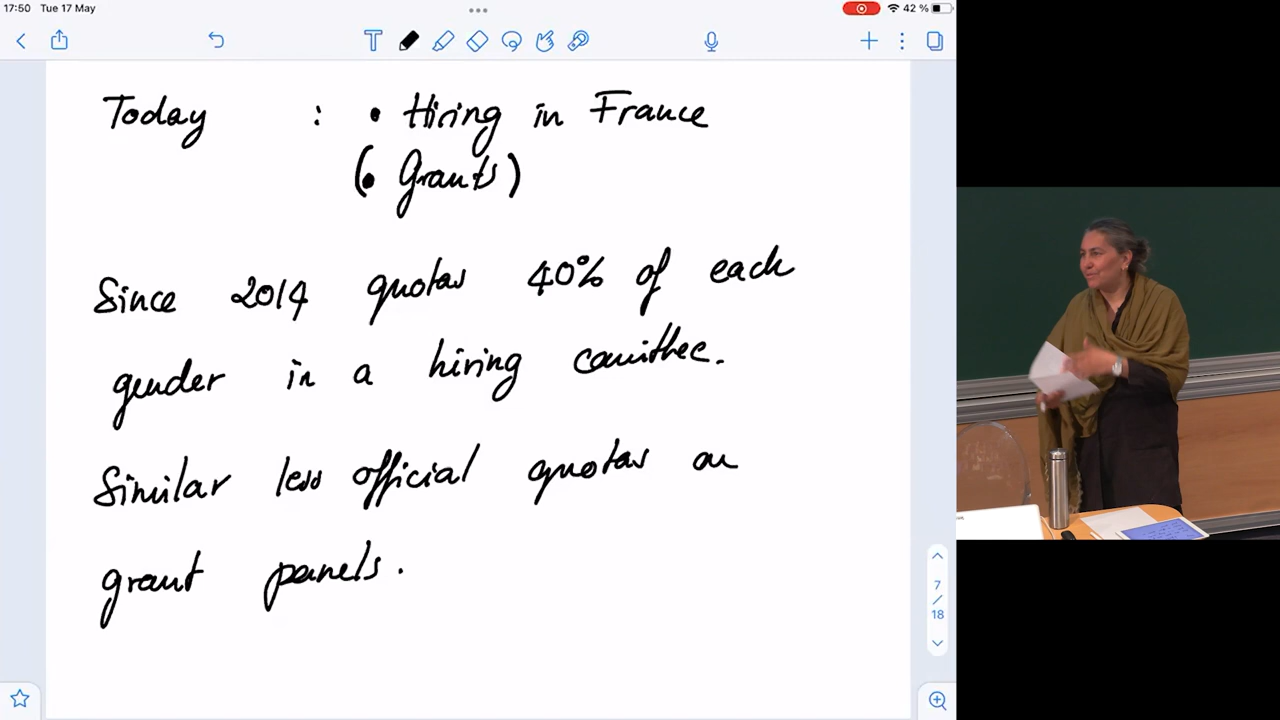 17:50 Tue 17 May
42 %
Today : • Hiring in France
(• Grants)
Since 2014 quotas 40% of each
gender in a hiring comittee.
Similar less official quotas on
grant panels.
7
/
18